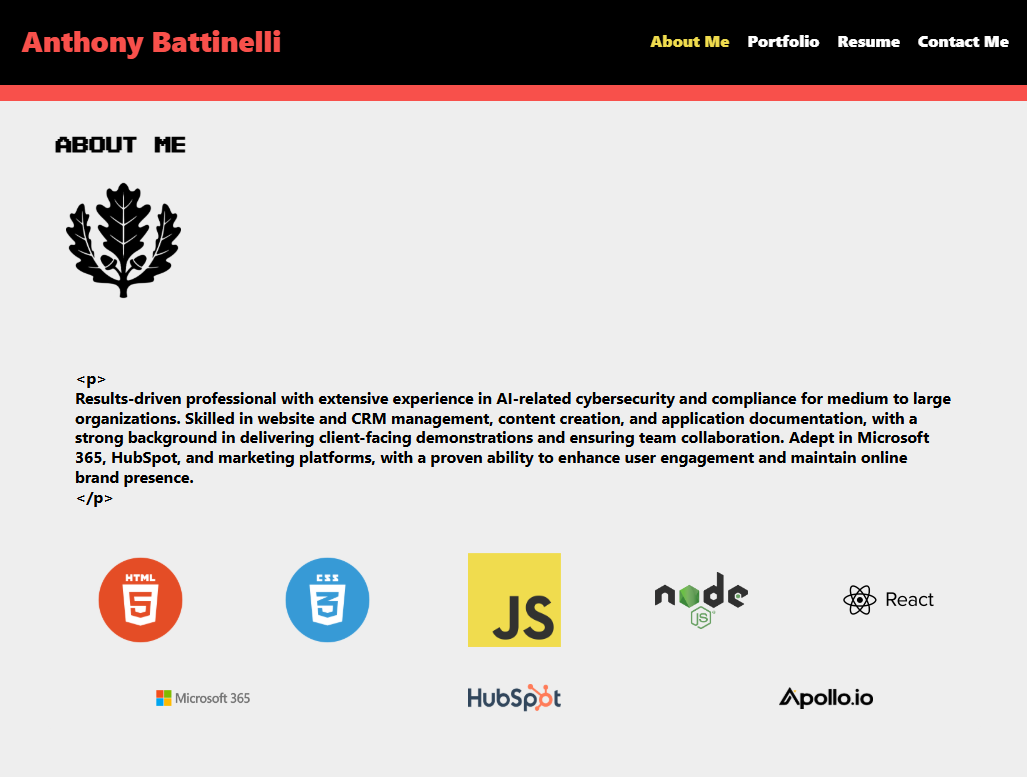 Anthony Battinelli
About Me Portfolio Resume Contact Me
ABOUT ME
<p>
Results-driven professional with extensive experience in AI-related cybersecurity and compliance for medium to large
organizations. Skilled in website and CRM management, content creation, and application documentation, with a
strong background in delivering client-facing demonstrations and ensuring team collaboration. Adept in Microsoft
365, HubSpot, and marketing platforms, with a proven ability to enhance user engagement and maintain online
brand presence.
</p>
HTML 5
CSS 3
JS
node JS
React
Microsoft 365
HubSpot
Apollo.io